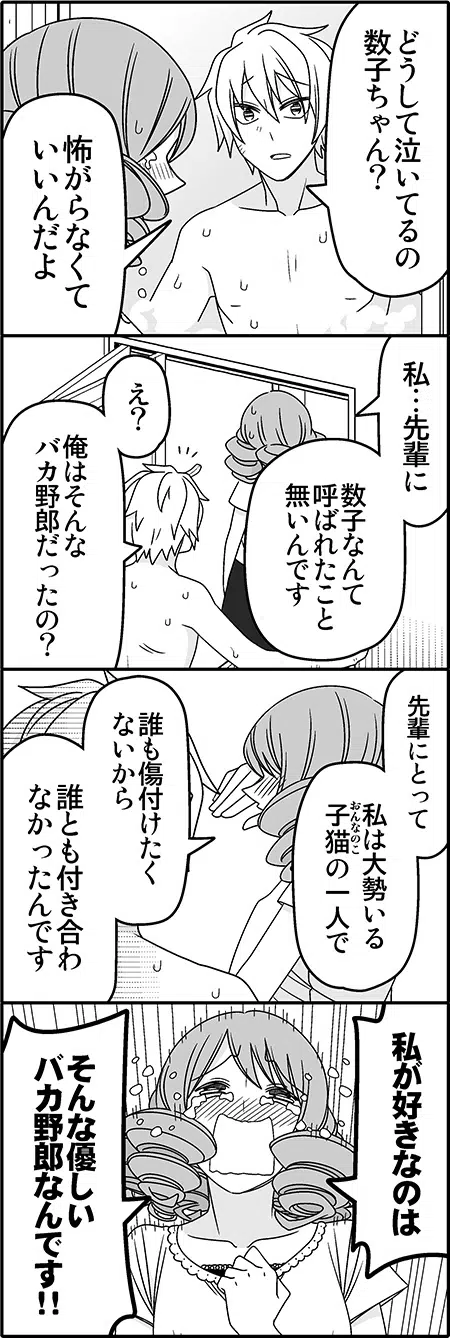 どうして泣いてるの
数子ちゃん?
怖がらなくて
いいんだよ
私…先輩に
数子なんて
呼ばれたこと
無いんです
え?
俺はそんな
バカ野郎だったの?
先輩にとって
私は大勢いる
子猫の一人で
おんなのこ
誰も傷付けたく
ないから
誰とも付き合わ
なかったんです
私が好きなのは
そんな優しい
バカ野郎なんです!!